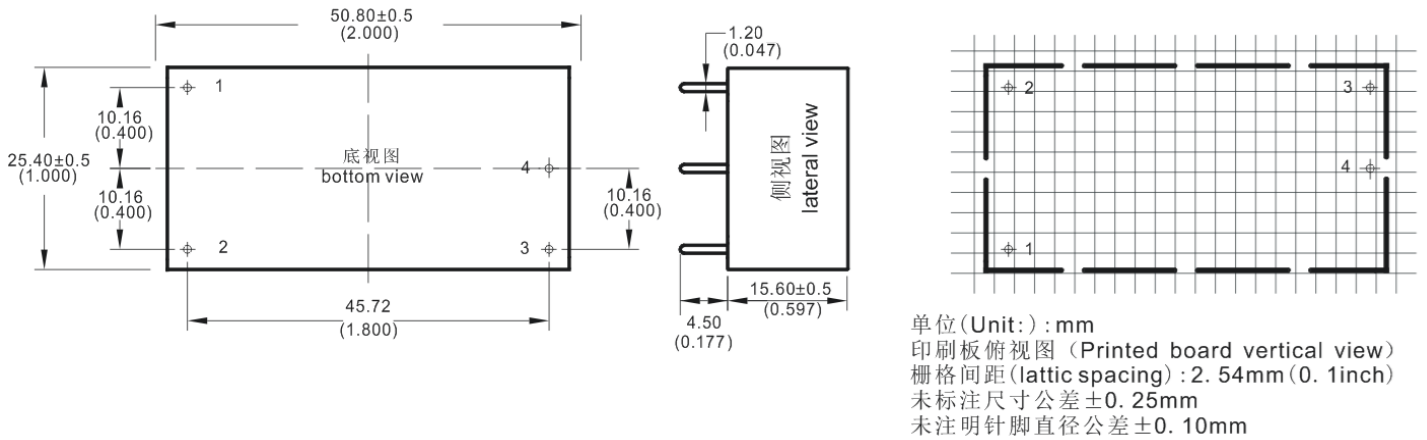 50.80±0.5
(2.000)
1
10.16
(0.400)
25.40±0.5
(1.000)
底视图
bottom view
4
10.16
(0.400)
10.16
(0.400)
2
3
45.72
(1.800)
1.20
(0.047)
侧视图
lateral view
15.60±0.5
(0.597)
4.50
(0.177)
2
3
4
1
单位(Unit:):mm
印刷板俯视图 (Printed board vertical view)
栅格间距(lattic spacing):2.54mm(0.1inch)
未标注尺寸公差±0.25mm
未注明针脚直径公差±0.10mm